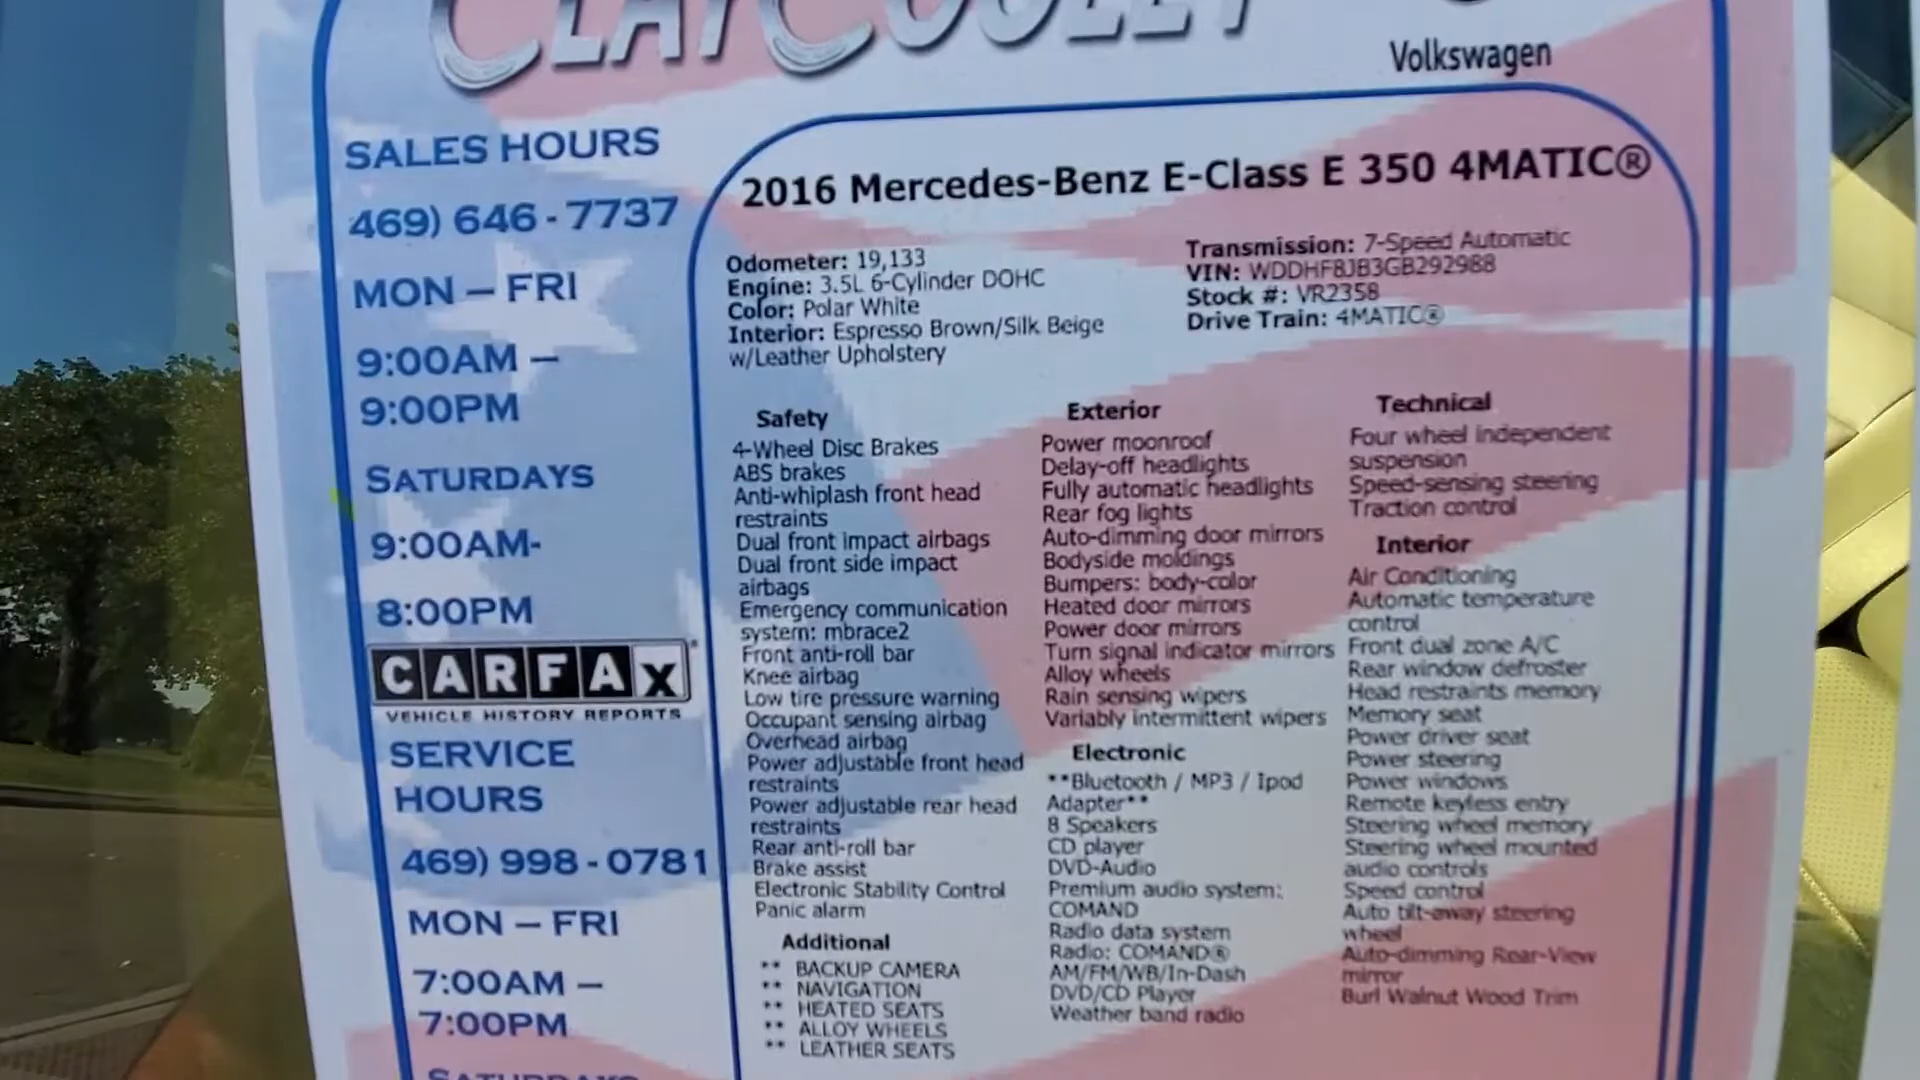 CLAY COOLEY
Volkswagen
SALES HOURS
469) 646 - 7737
MON – FRI
9:00AM –
9:00PM
SATURDAYS
9:00AM-
8:00PM
CARFAX
VEHICLE HISTORY REPORTS
SERVICE
HOURS
469) 998 - 0781
MON – FRI
7:00AM –
7:00PM
SATURDAYS
2016 Mercedes-Benz E-Class E 350 4MATIC®
Odometer: 19,133
Engine: 3.5L 6-Cylinder DOHC
Color: Polar White
Interior: Espresso Brown/Silk Beige
w/Leather Upholstery
Transmission: 7-Speed Automatic
VIN: WDDHF8JB3GB292988
Stock #: VR2358
Drive Train: 4MATIC®
Safety
4-Wheel Disc Brakes
ABS brakes
Anti-whiplash front head
restraints
Dual front impact airbags
Dual front side impact
airbags
Emergency communication
system: mbrace2
Front anti-roll bar
Knee airbag
Low tire pressure warning
Occupant sensing airbag
Overhead airbag
Power adjustable front head
restraints
Power adjustable rear head
restraints
Rear anti-roll bar
Brake assist
Electronic Stability Control
Panic alarm
Additional
** BACKUP CAMERA
** NAVIGATION
** HEATED SEATS
** ALLOY WHEELS
** LEATHER SEATS
Exterior
Power moonroof
Delay-off headlights
Fully automatic headlights
Rear fog lights
Auto-dimming door mirrors
Bodyside moldings
Bumpers: body-color
Heated door mirrors
Power door mirrors
Turn signal indicator mirrors
Alloy wheels
Rain sensing wipers
Variably intermittent wipers
Electronic
**Bluetooth / MP3 / Ipod
Adapter**
8 Speakers
CD player
DVD-Audio
Premium audio system:
COMAND
Radio data system
Radio: COMAND®
AM/FM/WB/In-Dash
DVD/CD Player
Weather band radio
Technical
Four wheel independent
suspension
Speed-sensing steering
Traction control
Interior
Air Conditioning
Automatic temperature
control
Front dual zone A/C
Rear window defroster
Head restraints memory
Memory seat
Power driver seat
Power steering
Power windows
Remote keyless entry
Steering wheel memory
Steering wheel mounted
audio controls
Speed control
Auto tilt-away steering
wheel
Auto-dimming Rear-View
mirror
Burl Walnut Wood Trim